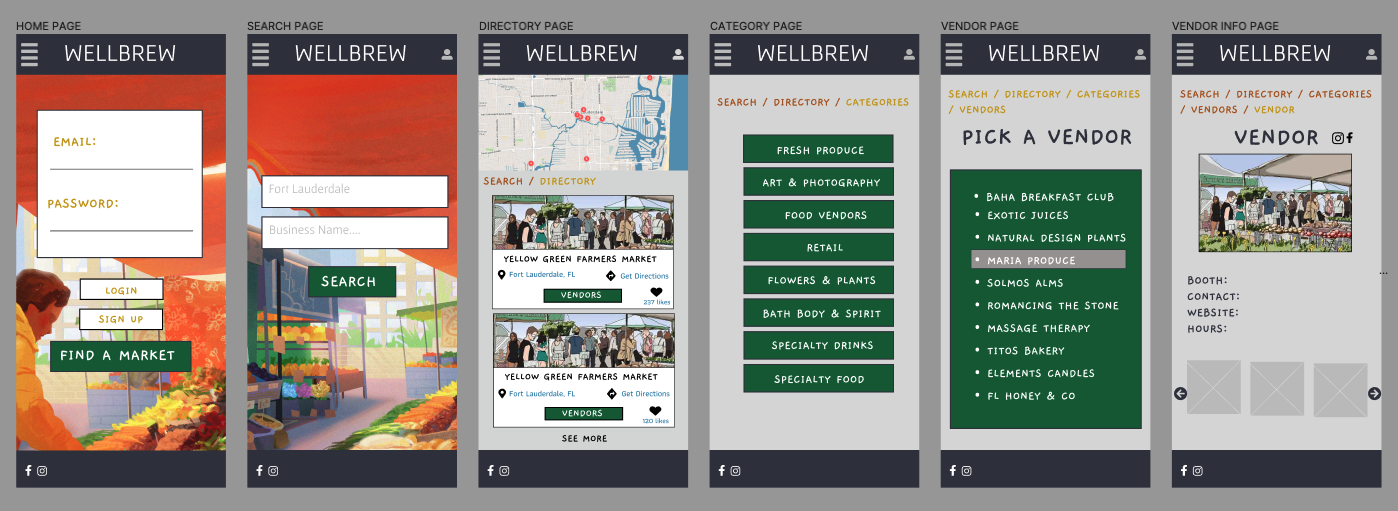 HOME PAGE
WELLBREW
EMAIL:
PASSWORD:
LOGIN
SIGN UP
FIND A MARKET
SEARCH PAGE
WELLBREW
Fort Lauderdale
Business Name....
SEARCH
DIRECTORY PAGE
WELLBREW
SEARCH / DIRECTORY
YELLOW GREEN FARMERS MARKET
Fort Lauderdale, FL
Get Directions
VENDORS
237 likes
YELLOW GREEN FARMERS MARKET
Fort Lauderdale, FL
Get Directions
VENDORS
120 likes
SEE MORE
CATEGORY PAGE
WELLBREW
SEARCH / DIRECTORY / CATEGORIES
FRESH PRODUCE
ART & PHOTOGRAPHY
FOOD VENDORS
RETAIL
FLOWERS & PLANTS
BATH BODY & SPIRIT
SPECIALTY DRINKS
SPECIALTY FOOD
VENDOR PAGE
WELLBREW
SEARCH / DIRECTORY / CATEGORIES
/ VENDORS
PICK A VENDOR
• BAHA BREAKFAST CLUB
• EXOTIC JUICES
• NATURAL DESIGN PLANTS
• MARIA PRODUCE
• SOLMOS ALMS
• ROMANCING THE STONE
• MASSAGE THERAPY
• TITOS BAKERY
• ELEMENTS CANDLES
• FL HONEY & CO
VENDOR INFO PAGE
WELLBREW
SEARCH / DIRECTORY / CATEGORIES
/ VENDORS / VENDOR
VENDOR
BOOTH:
CONTACT:
WEBSITE:
HOURS:
...